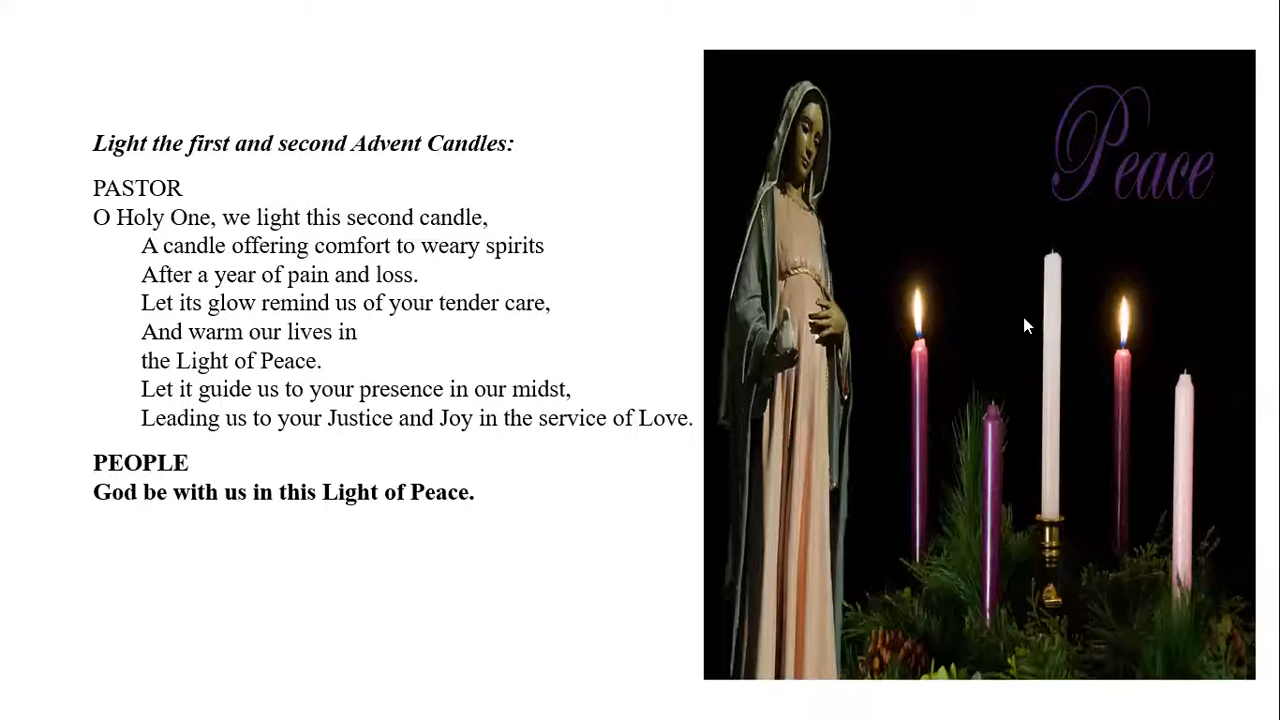 Light the first and second Advent Candles:
PASTOR
O Holy One, we light this second candle,
A candle offering comfort to weary spirits
After a year of pain and loss.
Let its glow remind us of your tender care,
And warm our lives in
the Light of Peace.
Let it guide us to your presence in our midst,
Leading us to your Justice and Joy in the service of Love.
PEOPLE
God be with us in this Light of Peace.
Peace